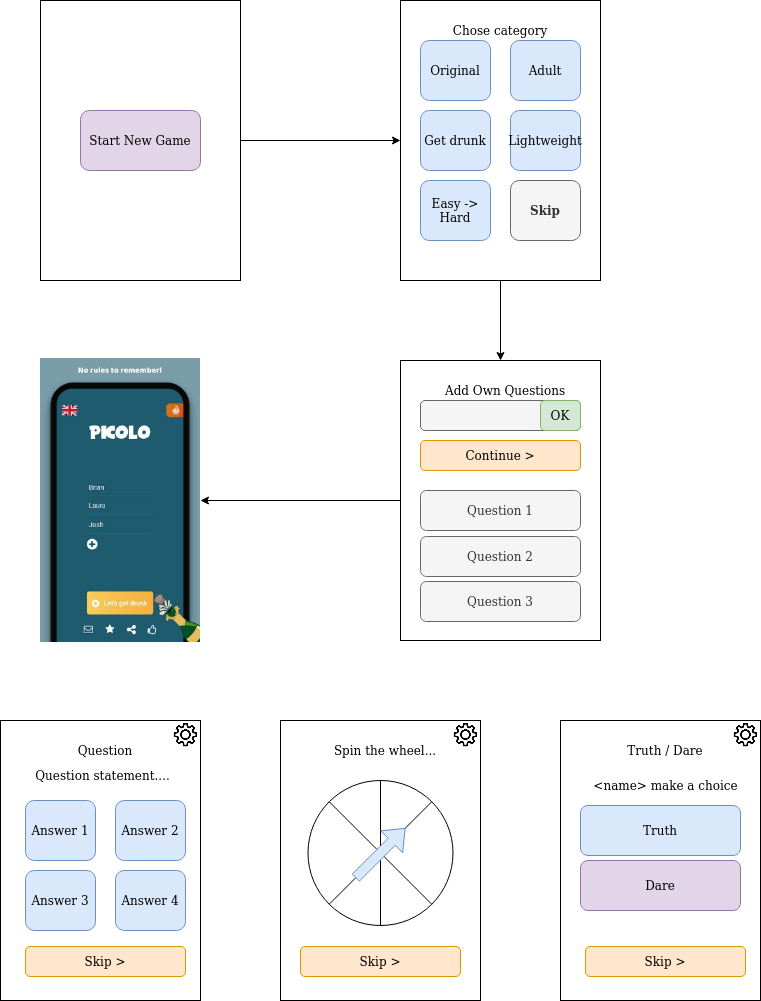 Start New Game
Chose category
Original
Adult
Get drunk
Lightweight
Easy ->
Hard
Skip
No rules to remember!
PICOLO
Brian
Laura
Josh
Let's get drunk
Add Own Questions
OK
Continue >
Question 1
Question 2
Question 3
Question
Question statement....
Answer 1
Answer 2
Answer 3
Answer 4
Skip >
Spin the wheel...
Skip >
Truth / Dare
<name> make a choice
Truth
Dare
Skip >